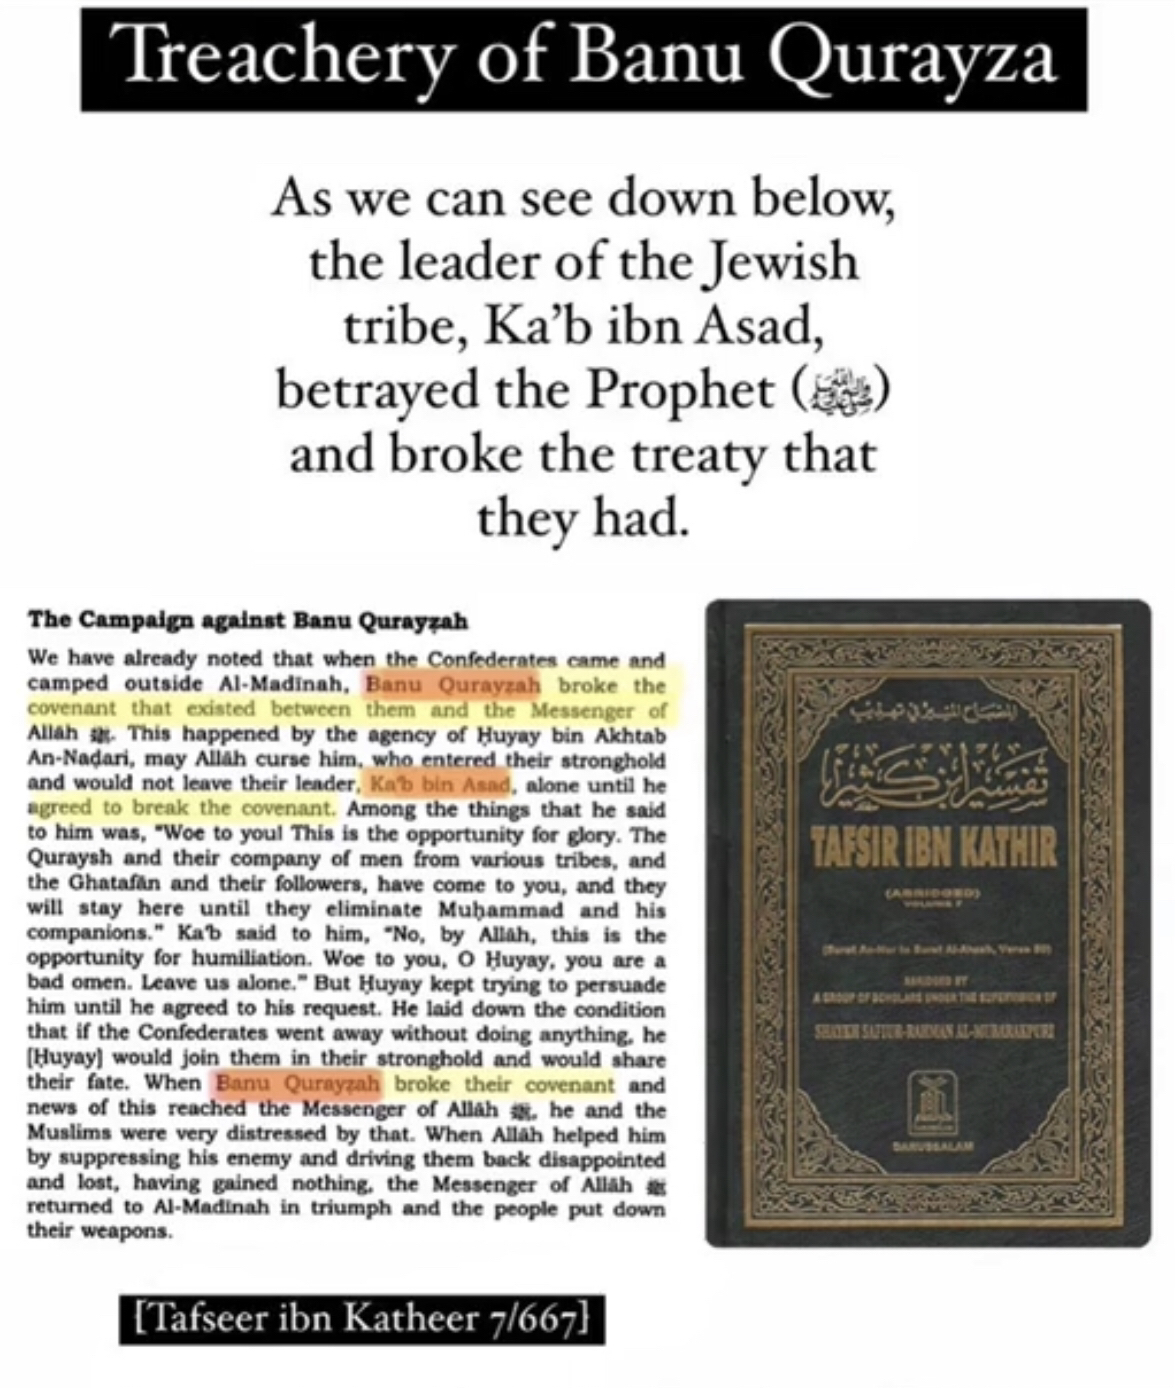 Treachery of Banu Qurayza
As we can see down below,
the leader of the Jewish
tribe, Ka’b ibn Asad,
betrayed the Prophet (ﷺ)
and broke the treaty that
they had.
The Campaign against Banu Qurayẓah
We have already noted that when the Confederates came and
camped outside Al-Madīnah, Banu Qurayẓah broke the
covenant that existed between them and the Messenger of
Allāh ﷺ. This happened by the agency of Ḥuyay bin Akhtab
An-Naḍari, may Allāh curse him, who entered their stronghold
and would not leave their leader, Ka‘b bin Asad, alone until he
agreed to break the covenant. Among the things that he said
to him was, "Woe to you! This is the opportunity for glory. The
Quraysh and their company of men from various tribes, and
the Ghatafān and their followers, have come to you, and they
will stay here until they eliminate Muḥammad and his
companions." Ka‘b said to him, "No, by Allāh, this is the
opportunity for humiliation. Woe to you, O Ḥuyay, you are a
bad omen. Leave us alone." But Ḥuyay kept trying to persuade
him until he agreed to his request. He laid down the condition
that if the Confederates went away without doing anything, he
[Ḥuyay] would join them in their stronghold and would share
their fate. When Banu Qurayẓah broke their covenant and
news of this reached the Messenger of Allāh ﷺ, he and the
Muslims were very distressed by that. When Allāh helped him
by suppressing his enemy and driving them back disappointed
and lost, having gained nothing, the Messenger of Allāh ﷺ
returned to Al-Madīnah in triumph and the people put down
their weapons.
المصباح المنير في تهذيب
تفسير ابن كثير
TAFSIR IBN KATHIR
(ABRIDGED)
VOLUME 7
(Surat An-Nur to Surat Al-Ahzab, Verse 50)
ABRIDGED BY
A GROUP OF SCHOLARS UNDER THE SUPERVISION OF
SHAYKH SAFIUR-RAHMAN AL-MUBARAKPURI
DARUSSALAM
[Tafseer ibn Katheer 7/667]